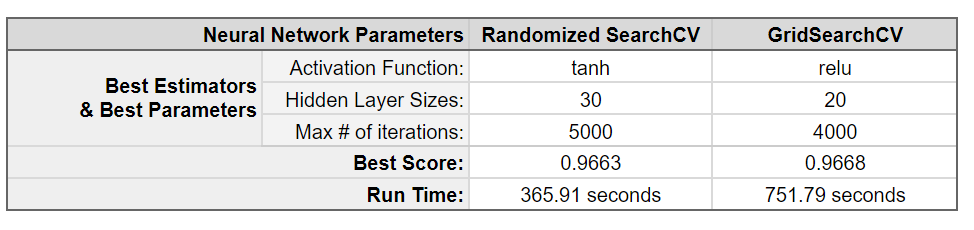 Neural Network Parameters Randomized SearchCV GridSearchCV
Best Estimators
& Best Parameters
Activation Function: tanh relu
Hidden Layer Sizes: 30 20
Max # of iterations: 5000 4000
Best Score: 0.9663 0.9668
Run Time: 365.91 seconds 751.79 seconds